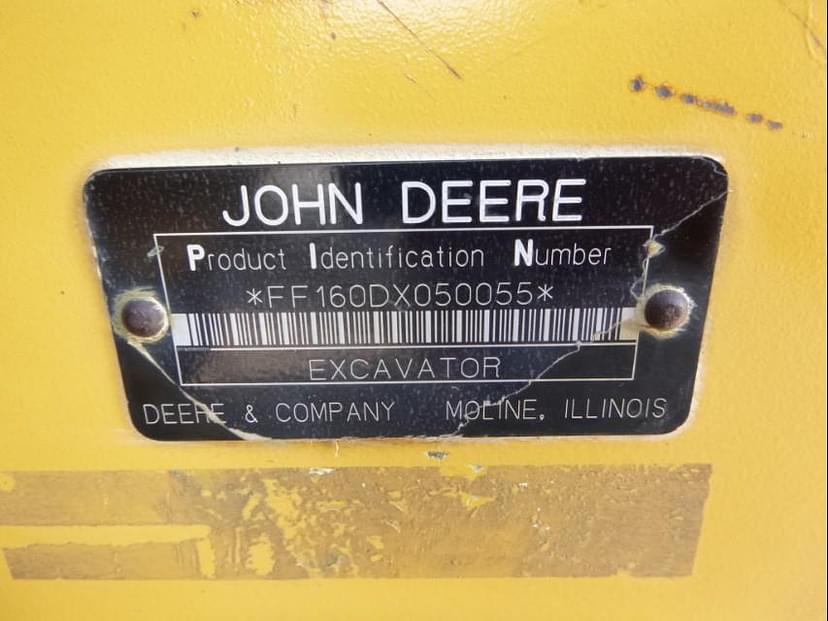 JOHN DEERE
Product Identification Number
*FF160DX050055*
EXCAVATOR
DEERE & COMPANY MOLINE, ILLINOIS